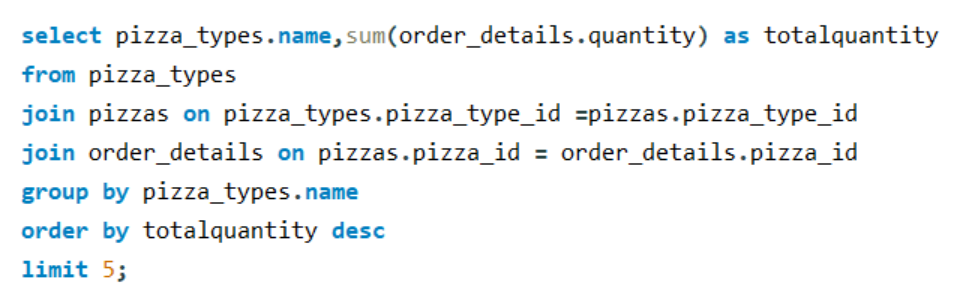 select pizza_types.name,sum(order_details.quantity) as totalquantity
from pizza_types
join pizzas on pizza_types.pizza_type_id =pizzas.pizza_type_id
join order_details on pizzas.pizza_id = order_details.pizza_id
group by pizza_types.name
order by totalquantity desc
limit 5;